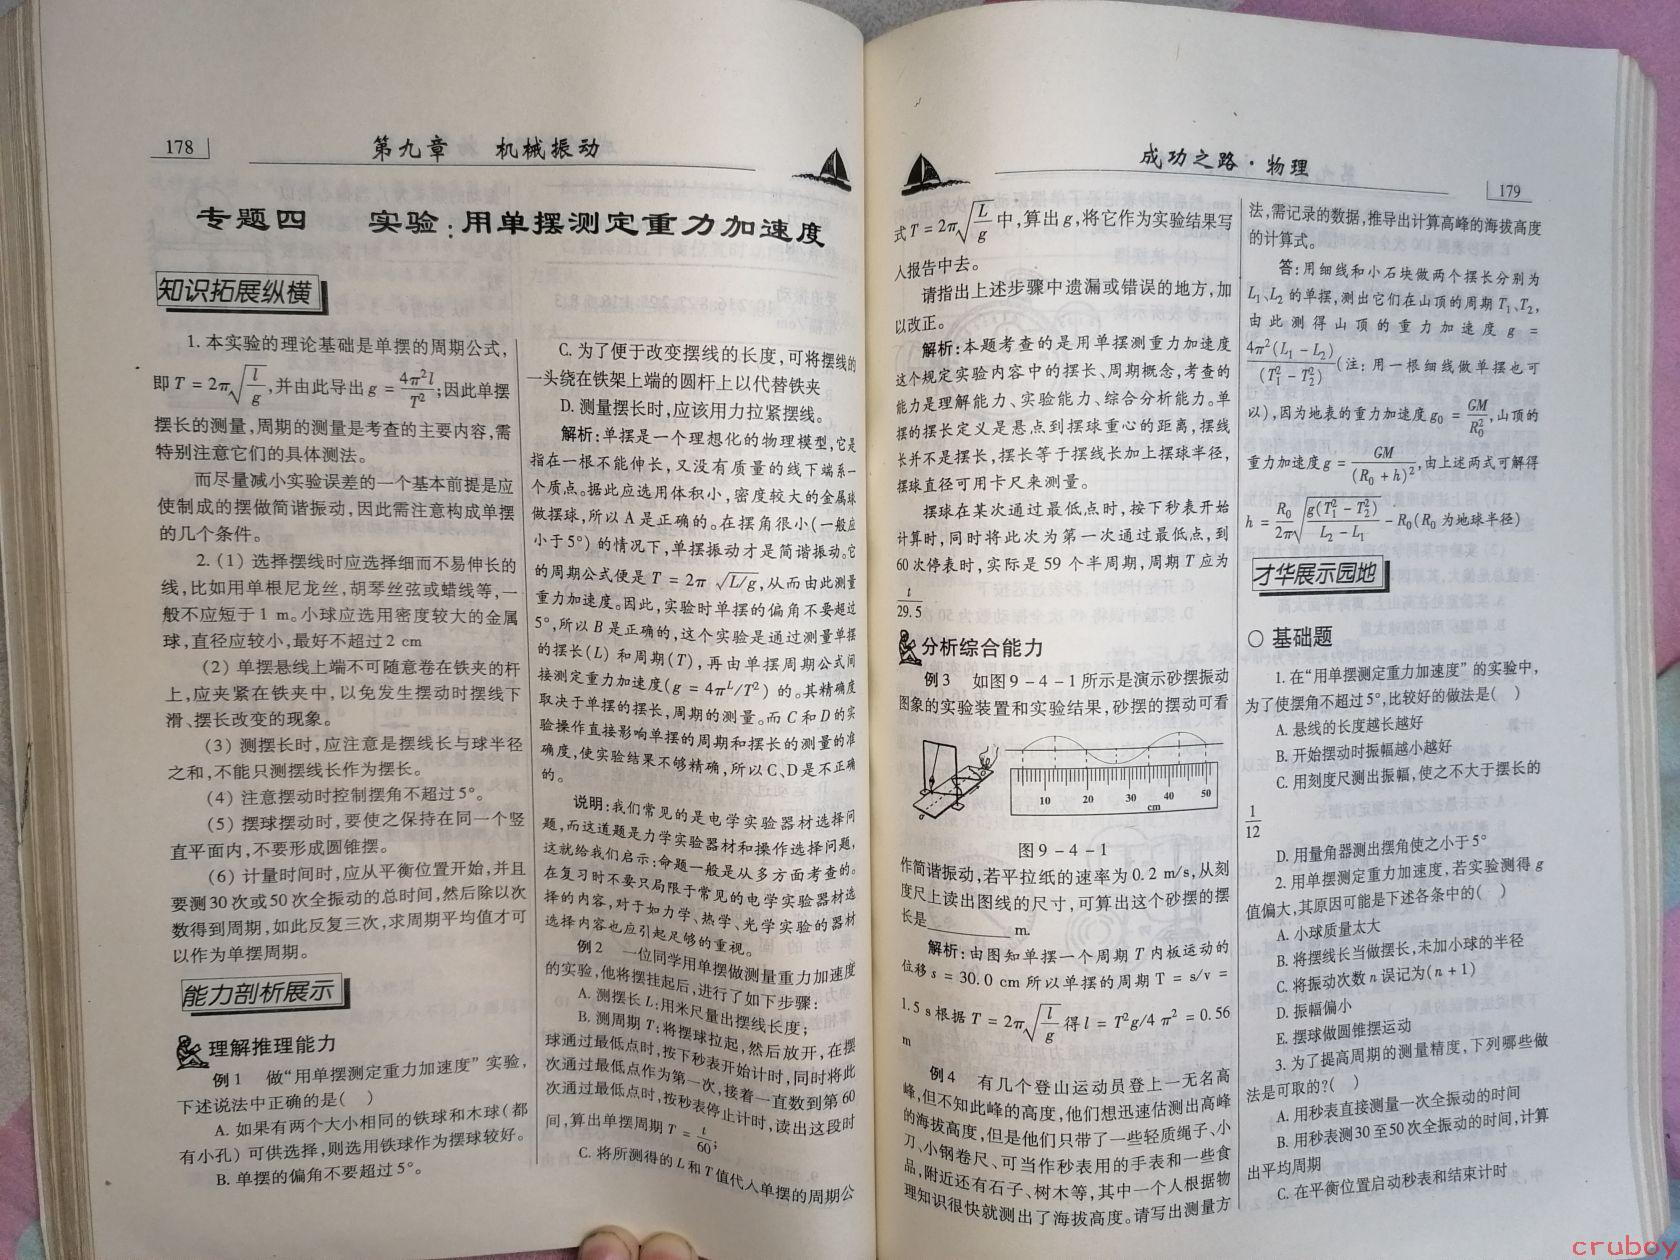 178
第九章 机械振动
专题四 实验:用单摆测定重力加速度
知识拓展纵横
1. 本实验的理论基础是单摆的周期公式,
即 T = 2π√(l/g),并由此导出 g = 4π²l/T²;因此单摆
摆长的测量,周期的测量是考查的主要内容,需
特别注意它们的具体测法。
而尽量减小实验误差的一个基本前提是应
使制成的摆做简谐振动,因此需注意构成单摆
的几个条件。
2. (1) 选择摆线时应选择细而不易伸长的
线,比如用单根尼龙丝,胡琴丝弦或蜡线等,一
般不应短于 1 m。小球应选用密度较大的金属
球,直径应较小,最好不超过 2 cm
(2) 单摆悬线上端不可随意卷在铁夹的杆
上,应夹紧在铁夹中,以免发生摆动时摆线下
滑、摆长改变的现象。
(3) 测摆长时,应注意是摆线长与球半径
之和,不能只测摆线长作为摆长。
(4) 注意摆动时控制摆角不超过 5°。
(5) 摆球摆动时,要使之保持在同一个竖
直平面内,不要形成圆锥摆。
(6) 计量时间时,应从平衡位置开始,并且
要测 30 次或 50 次全振动的总时间,然后除以次
数得到周期,如此反复三次,求周期平均值才可
以作为单摆周期。
能力剖析展示
理解推理能力
例 1 做“用单摆测定重力加速度”实验,
下述说法中正确的是( )
A. 如果有两个大小相同的铁球和木球(都
有小孔) 可供选择,则选用铁球作为摆球较好。
B. 单摆的偏角不要超过 5°。
C. 为了便于改变摆线的长度,可将摆线的
一头绕在铁架上端的圆杆上以代替铁夹
D. 测量摆长时,应该用力拉紧摆线。
解析:单摆是一个理想化的物理模型,它是
指在一根不能伸长,又没有质量的线下端系一
个质点。据此应选用体积小,密度较大的金属球
做摆球,所以 A 是正确的。在摆角很小(一般应
小于 5°) 的情况下,单摆振动才是简谐振动。它
的周期公式便是 T = 2π √L/g,从而由此测量
重力加速度。因此,实验时单摆的偏角不要超过
5°,所以 B 是正确的,这个实验是通过测量单摆
的摆长(L) 和周期(T),再由单摆周期公式间
接测定重力加速度(g = 4π^L/T²) 的。其精确度
取决于单摆的摆长,周期的测量。而 C 和 D 的实
验操作直接影响单摆的周期和摆长的测量的准
确度,使实验结果不够精确,所以 C、D 是不正确
的。
说明:我们常见的是电学实验器材选择问
题,而这道题是力学实验器材和操作选择问题,
这就给我们启示:命题一般是从多方面考查的。
在复习时不要只局限于常见的电学实验器材选
择的内容,对于如力学、热学、光学实验的器材
选择内容也应引起足够的重视。
例 2 一位同学用单摆做测量重力加速度
的实验,他将摆挂起后,进行了如下步骤:
A. 测摆长 L:用米尺量出摆线长度;
B. 测周期 T:将摆球拉起,然后放开,在摆
球通过最低点时,按下秒表开始计时,同时将此
次通过最低点作为第一次,接着一直数到第 60
次通过最低点时,按秒表停止计时,读出这段时
间,算出单摆周期 T = t/60;
C. 将所测得的 L 和 T 值代入单摆的周期公
成功之路 · 物理
179
式 T = 2π√(L/g) 中,算出 g,将它作为实验结果写
入报告中去。
请指出上述步骤中遗漏或错误的地方,加
以改正。
解析:本题考查的是用单摆测重力加速度
这个规定实验内容中的摆长、周期概念,考查的
能力是理解能力、实验能力、综合分析能力。单
摆的摆长定义是悬点到摆球重心的距离,摆线
长并不是摆长,摆长等于摆线长加上摆球半径,
摆球直径可用卡尺来测量。
摆球在某次通过最低点时,按下秒表开始
计算时,同时将此次为第一次通过最低点,到
60 次停表时,实际是 59 个半周期,周期 T 应为
t/29.5
分析综合能力
例 3 如图 9 - 4 - 1 所示是演示砂摆振动
图象的实验装置和实验结果,砂摆的摆动可看
10 20 30 40 50
cm
图 9 - 4 - 1
作简谐振动,若平拉纸的速率为 0.2 m/s,从刻
度尺上读出图线的尺寸,可算出这个砂摆的摆
长是________ m.
解析:由图知单摆一个周期 T 内板运动的
位移 s = 30.0 cm 所以单摆的周期 T = s/v =
1.5 s 根据 T = 2π√(l/g) 得 l = T²g/4 π² = 0.56
m
例 4 有几个登山运动员登上一无名高
峰,但不知此峰的高度,他们想迅速估测出高峰
的海拔高度,但是他们只带了一些轻质绳子、小
刀、小钢卷尺、可当作秒表用的手表和一些食
品,附近还有石子、树木等,其中一个人根据物
理知识很快就测出了海拔高度。请写出测量方
法,需记录的数据,推导出计算高峰的海拔高度
的计算式。
答:用细线和小石块做两个摆长分别为
L₁、L₂ 的单摆,测出它们在山顶的周期 T₁、T₂,
由此测得山顶的重力加速度 g =
4π²(L₁ - L₂)/(T₁² - T₂²) (注:用一根细线做单摆也可
以),因为地表的重力加速度 g₀ = GM/R₀²,山顶的
重力加速度 g = GM/(R₀ + h)²,由上述两式可解得
h = R₀/2π √(g(T₁² - T₂²)/(L₂ - L₁)) - R₀(R₀ 为地球半径)
才华展示园地
○ 基础题
1. 在“用单摆测定重力加速度”的实验中,
为了使摆角不超过 5°,比较好的做法是( )
A. 悬线的长度越长越好
B. 开始摆动时振幅越小越好
C. 用刻度尺测出振幅,使之不大于摆长的
1/12
D. 用量角器测出摆角使之小于 5°
2. 用单摆测定重力加速度,若实验测得 g
值偏大,其原因可能是下述各条中的( )
A. 小球质量太大
B. 将摆线长当做摆长,未加小球的半径
C. 将振动次数 n 误记为(n + 1)
D. 振幅偏小
E. 摆球做圆锥摆运动
3. 为了提高周期的测量精度,下列哪些做
法是可取的?( )
A. 用秒表直接测量一次全振动的时间
B. 用秒表测 30 至 50 次全振动的时间,计算
出平均周期
C. 在平衡位置启动秒表和结束计时
cruboy